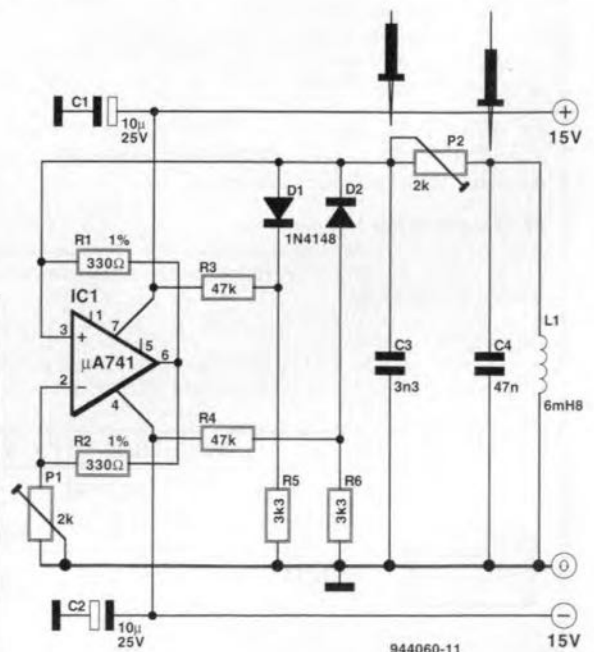 C1
10µ
25V
+
15V
P2
2k
D1
D2
1N4148
R1 1%
330Ω
R3
47k
IC1
1
7
3
+
5
µA741
6
2
−
4
L1
C3
3n3
C4
47n
6mH8
R4
47k
R2 1%
330Ω
P1
2k
R5
3k3
R6
3k3
0
C2
10µ
25V
−
15V
944060-11